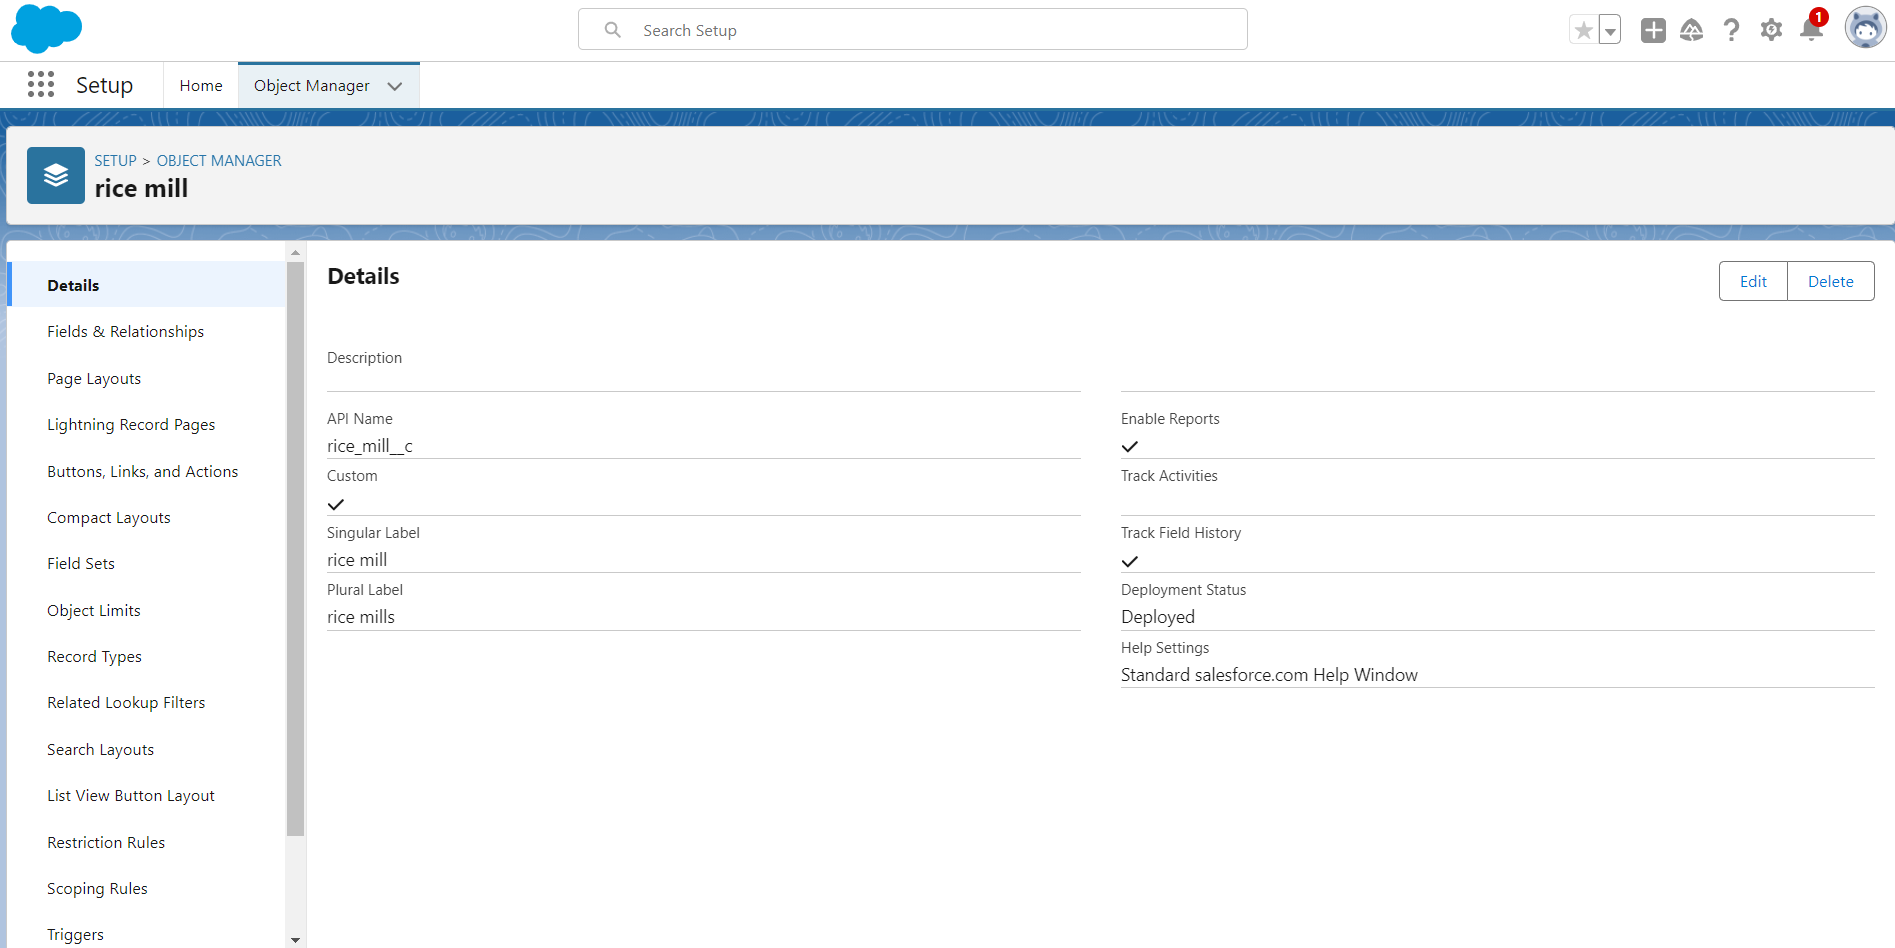 Search Setup
1
Setup
Home
Object Manager
SETUP > OBJECT MANAGER
rice mill
Details
Fields & Relationships
Page Layouts
Lightning Record Pages
Buttons, Links, and Actions
Compact Layouts
Field Sets
Object Limits
Record Types
Related Lookup Filters
Search Layouts
List View Button Layout
Restriction Rules
Scoping Rules
Triggers
Details
Edit
Delete
Description
API Name
rice_mill__c
Custom
Singular Label
rice mill
Plural Label
rice mills
Enable Reports
Track Activities
Track Field History
Deployment Status
Deployed
Help Settings
Standard salesforce.com Help Window